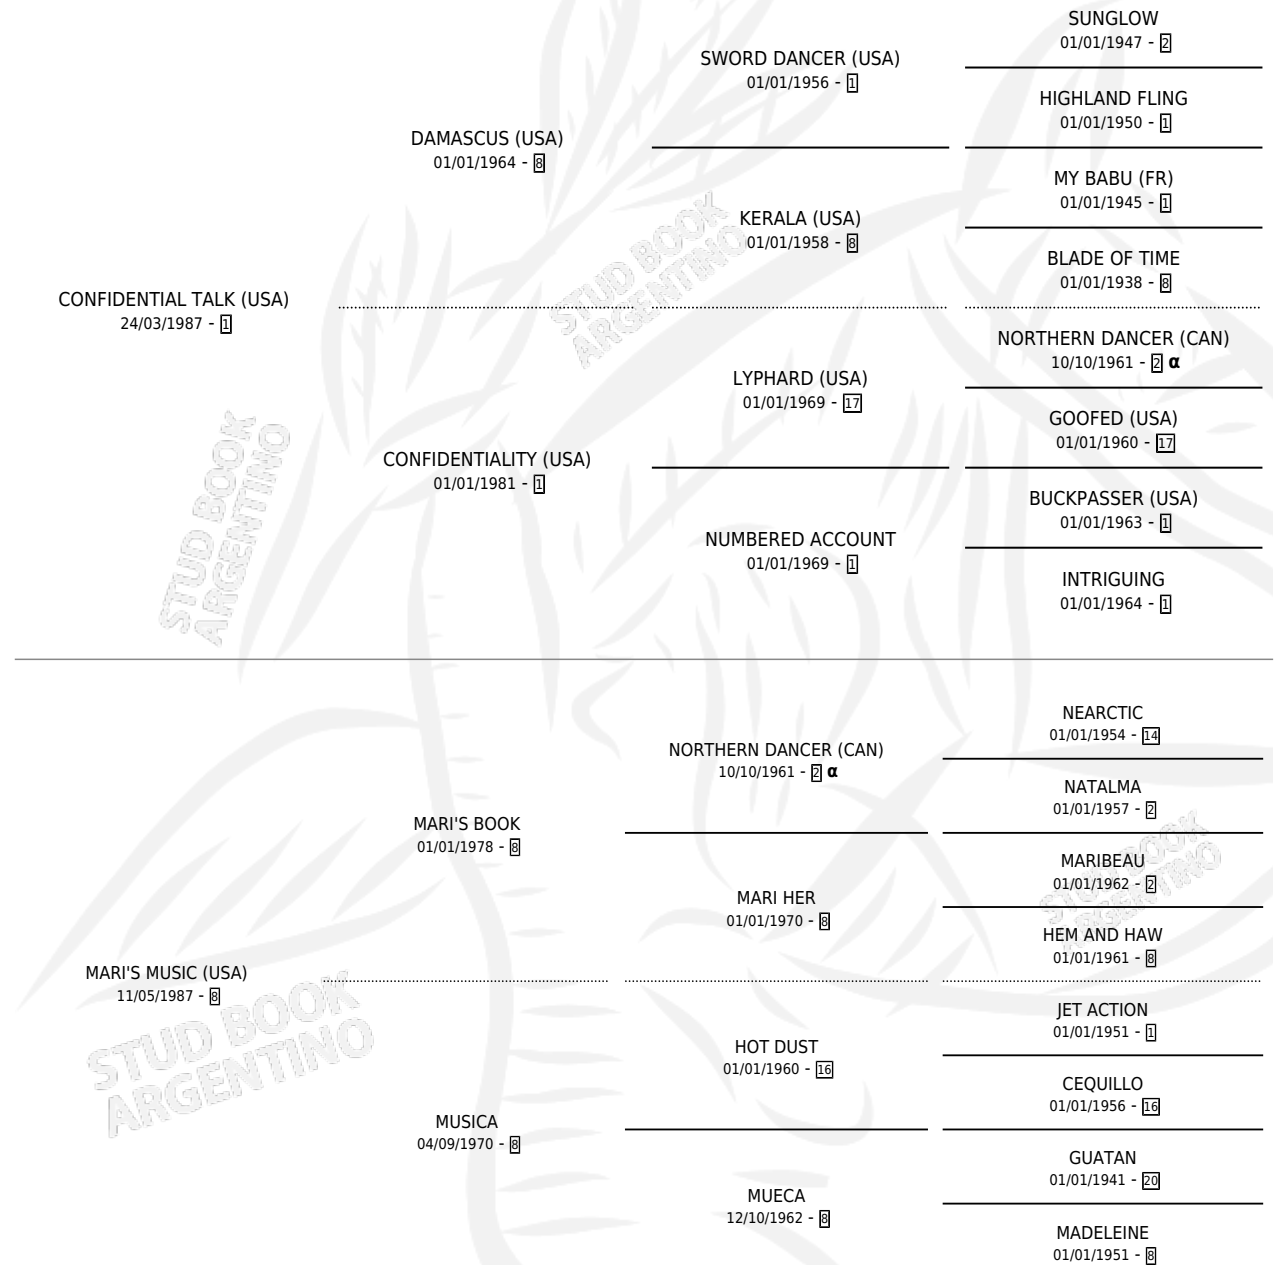 SUNGLOW
01/01/1947 - 2
SWORD DANCER (USA)
01/01/1956 - 1
HIGHLAND FLING
01/01/1950 - 1
DAMASCUS (USA)
01/01/1964 - 8
MY BABU (FR)
01/01/1945 - 1
KERALA (USA)
01/01/1958 - 8
BLADE OF TIME
01/01/1938 - 8
CONFIDENTIAL TALK (USA)
24/03/1987 - 1
NORTHERN DANCER (CAN)
10/10/1961 - 2 α
LYPHARD (USA)
01/01/1969 - 17
GOOFED (USA)
01/01/1960 - 17
CONFIDENTIALITY (USA)
01/01/1981 - 1
BUCKPASSER (USA)
01/01/1963 - 1
NUMBERED ACCOUNT
01/01/1969 - 1
INTRIGUING
01/01/1964 - 1
NEARCTIC
01/01/1954 - 14
NORTHERN DANCER (CAN)
10/10/1961 - 2 α
NATALMA
01/01/1957 - 2
MARI'S BOOK
01/01/1978 - 8
MARIBEAU
01/01/1962 - 2
MARI HER
01/01/1970 - 8
HEM AND HAW
01/01/1961 - 8
MARI'S MUSIC (USA)
11/05/1987 - 8
JET ACTION
01/01/1951 - 1
HOT DUST
01/01/1960 - 16
CEQUILLO
01/01/1956 - 16
MUSICA
04/09/1970 - 8
GUATAN
01/01/1941 - 20
MUECA
12/10/1962 - 8
MADELEINE
01/01/1951 - 8
STUD BOOK
ARGENTINO
STUD BOOK
ARGENTINO
STUD BOOK
ARGENTINO
STUD BOOK
ARGENTINO